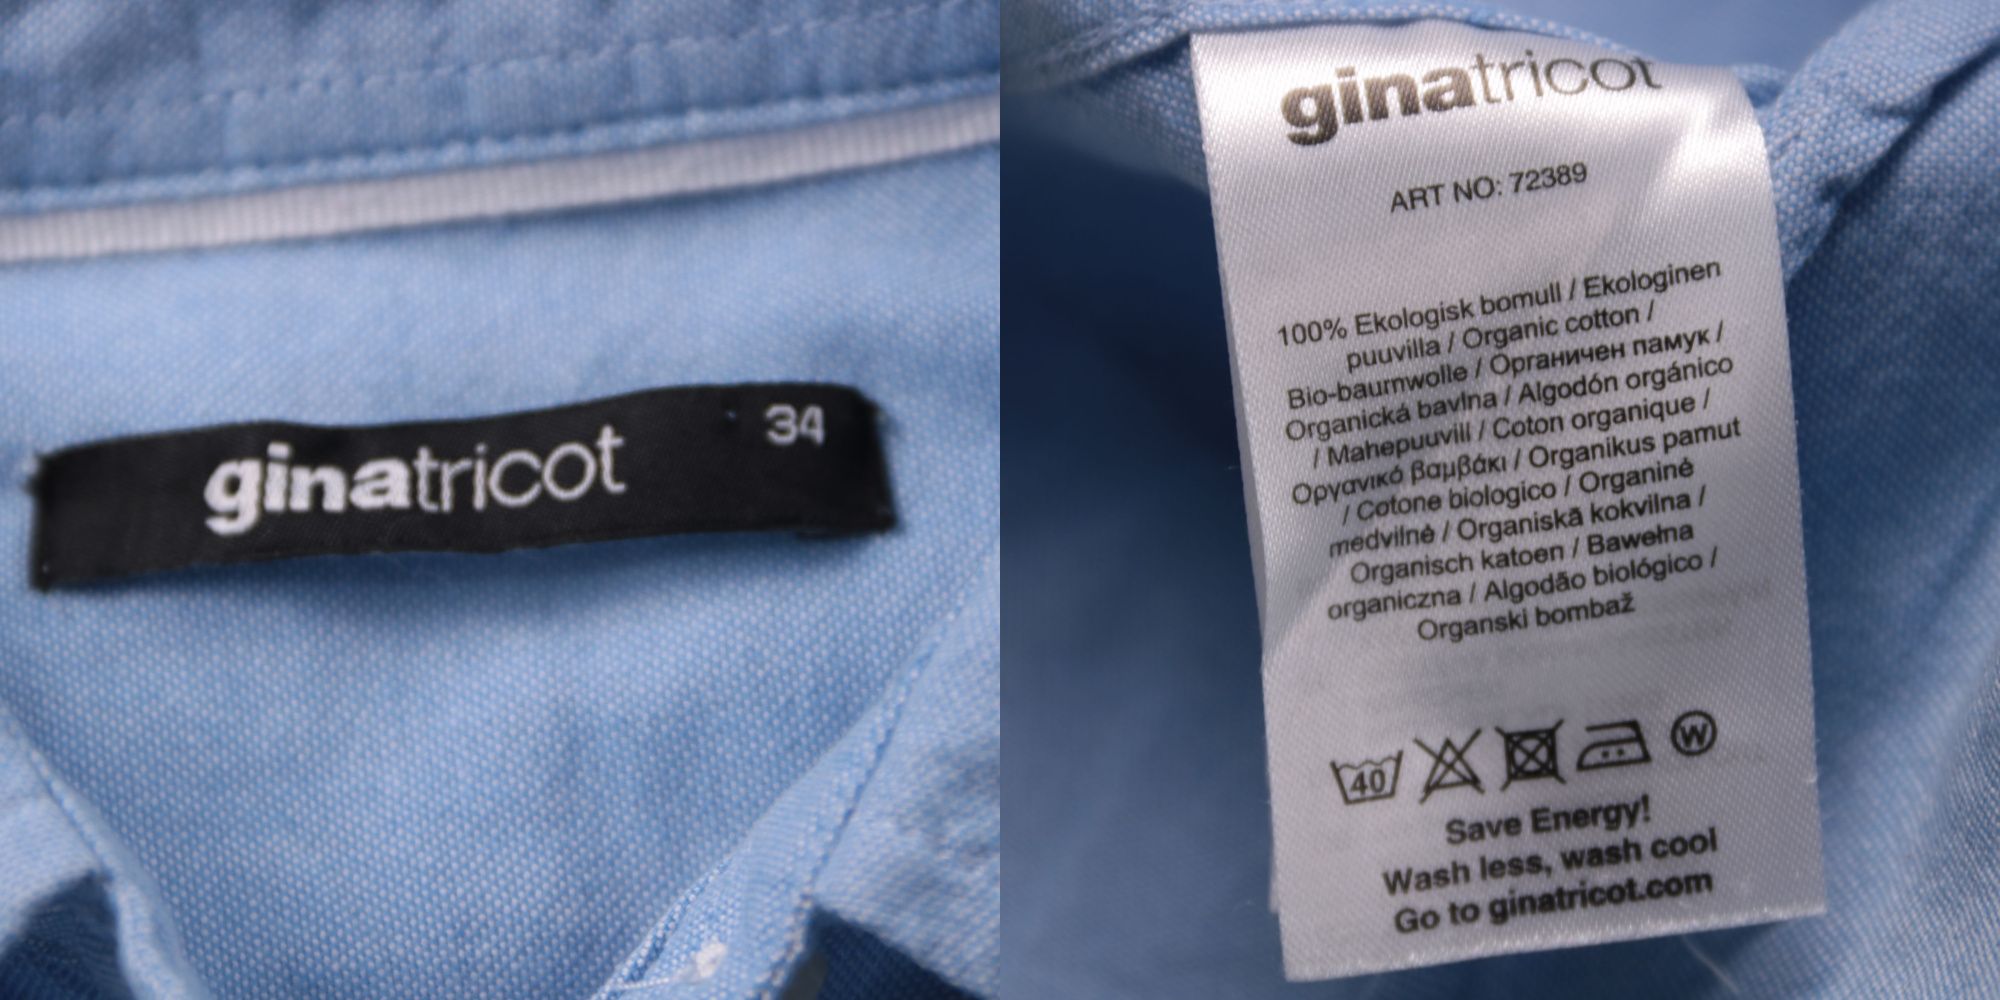 ginatricot 34
ginatricot
ART NO: 72389
100% Ekologisk bomull / Ekologinen
puuvilla / Organic cotton /
Bio-baumwolle / Органичен памук /
Organická bavlna / Algodón orgánico
/ Mahepuuvill / Coton organique /
Οργανικό βαμβάκι / Organikus pamut
/ Cotone biologico / Organinė
medvilnė / Organiskā kokvilna /
Organisch katoen / Bawełna
organiczna / Algodão biológico /
Organski bombaž
40 W
Save Energy!
Wash less, wash cool
Go to ginatricot.com